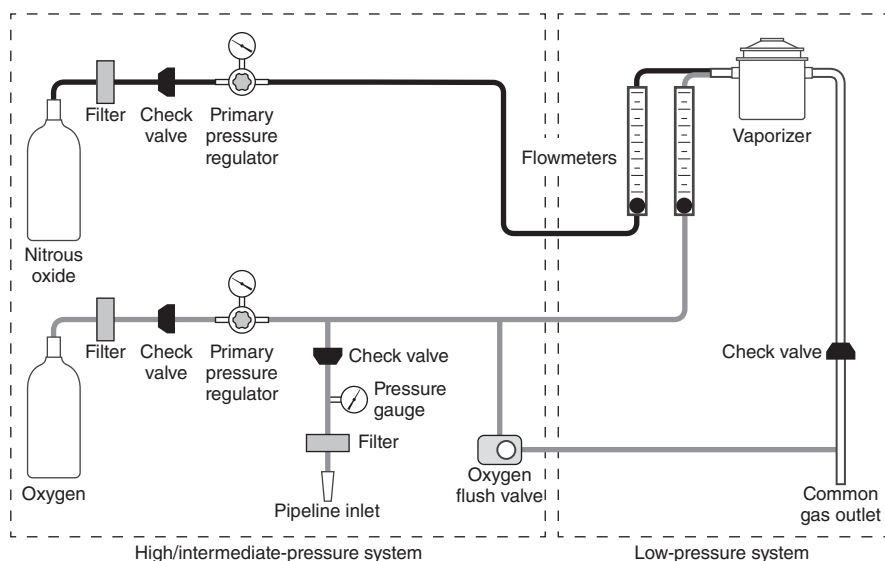 Filter
Check
valve
Primary
pressure
regulator
Nitrous
oxide
Flowmeters
Vaporizer
Filter
Check
valve
Primary
pressure
regulator
Oxygen
Check valve
Pressure
gauge
Filter
Pipeline inlet
Oxygen
flush valve
Check valve
Common
gas outlet
High/intermediate-pressure system
Low-pressure system